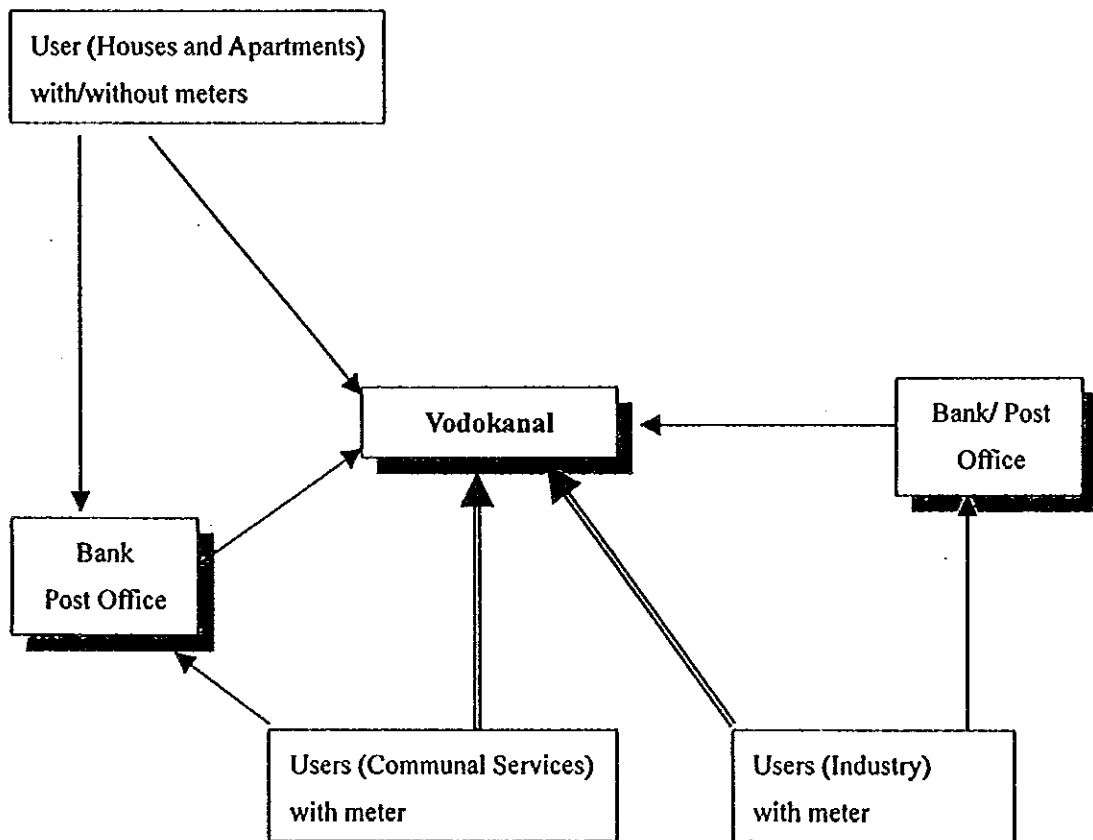 User (Houses and Apartments)
with/without meters
Vodokanal
Bank/ Post
Office
Bank
Post Office
Users (Communal Services)
with meter
Users (Industry)
with meter